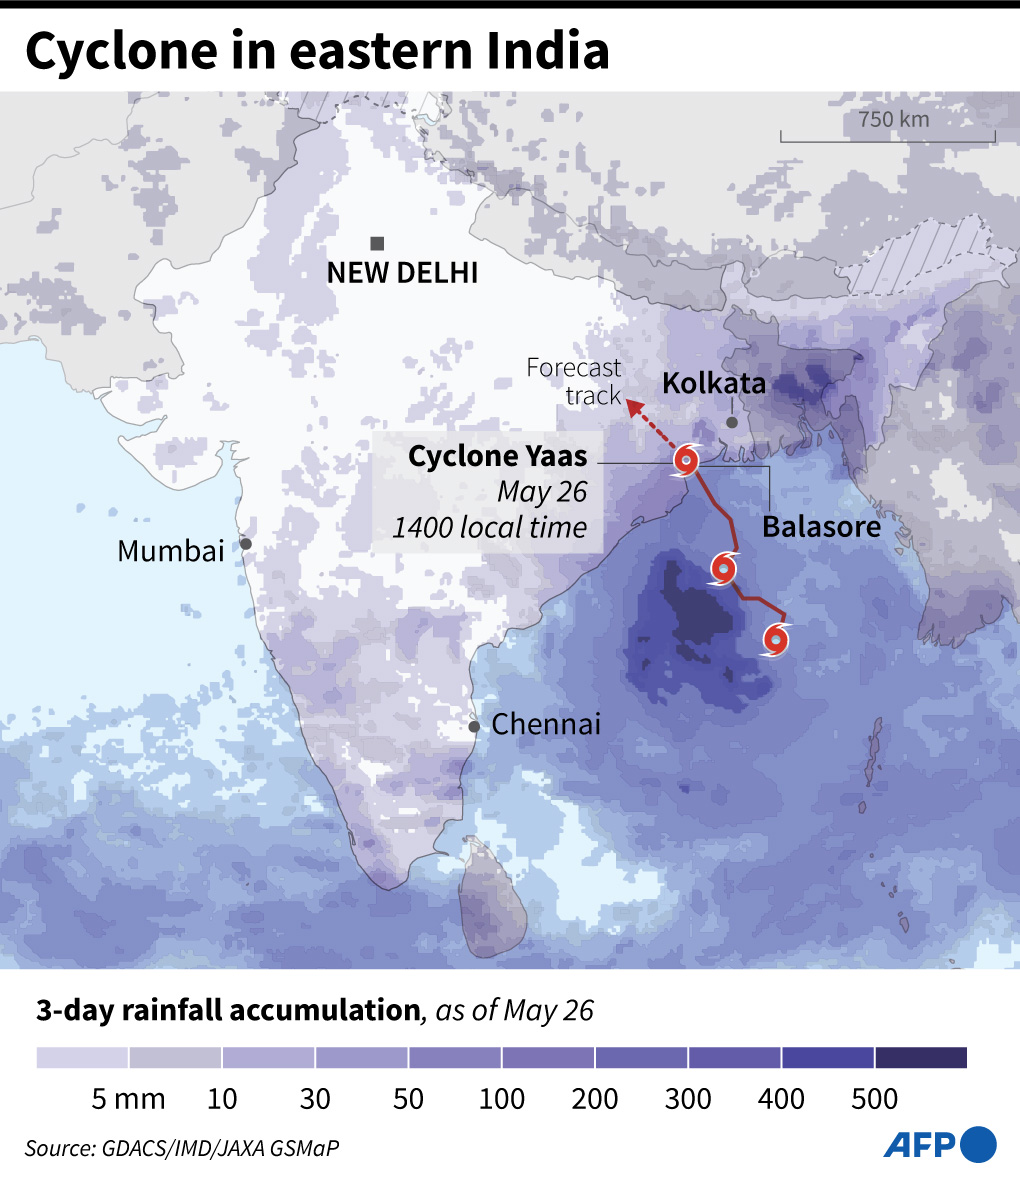 Cyclone in eastern India
750 km
NEW DELHI
Forecast
track
Kolkata
Cyclone Yaas
May 26
1400 local time
Balasore
Mumbai
Chennai
3-day rainfall accumulation, as of May 26
5 mm 10 30 50 100 200 300 400 500
Source: GDACS/IMD/JAXA GSMaP
AFP